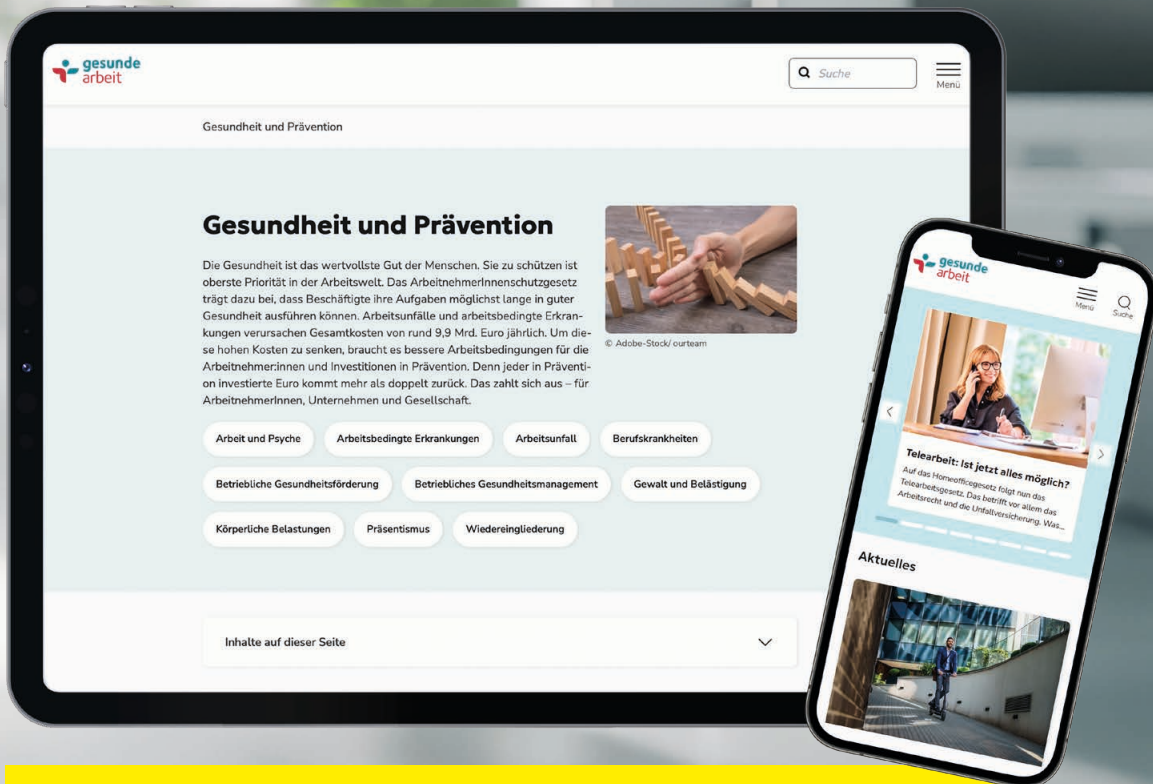 gesunde
arbeit
Suche
Menü
Gesundheit und Prävention
Gesundheit und Prävention
Die Gesundheit ist das wertvollste Gut der Menschen. Sie zu schützen ist
oberste Priorität in der Arbeitswelt. Das ArbeitnehmerInnenschutzgesetz
trägt dazu bei, dass Beschäftigte ihre Aufgaben möglichst lange in guter
Gesundheit ausführen können. Arbeitsunfälle und arbeitsbedingte Erkran-
kungen verursachen Gesamtkosten von rund 9,9 Mrd. Euro jährlich. Um die-
se hohen Kosten zu senken, braucht es bessere Arbeitsbedingungen für die
Arbeitnehmer:innen und Investitionen in Prävention. Denn jeder in Präventi-
on investierte Euro kommt mehr als doppelt zurück. Das zahlt sich aus – für
ArbeitnehmerInnen, Unternehmen und Gesellschaft.
© Adobe-Stock/ ourteam
Arbeit und Psyche
Arbeitsbedingte Erkrankungen
Arbeitsunfall
Berufskrankheiten
Betriebliche Gesundheitsförderung
Betriebliches Gesundheitsmanagement
Gewalt und Belästigung
Körperliche Belastungen
Präsentismus
Wiedereingliederung
Inhalte auf dieser Seite
gesunde
arbeit
Menü
Suche
Telearbeit: Ist jetzt alles möglich?
Auf das Homeofficegesetz folgt nun das
Telearbeitsgesetz. Das betrifft vor allem das
Arbeitsrecht und die Unfallversicherung. Was...
Aktuelles